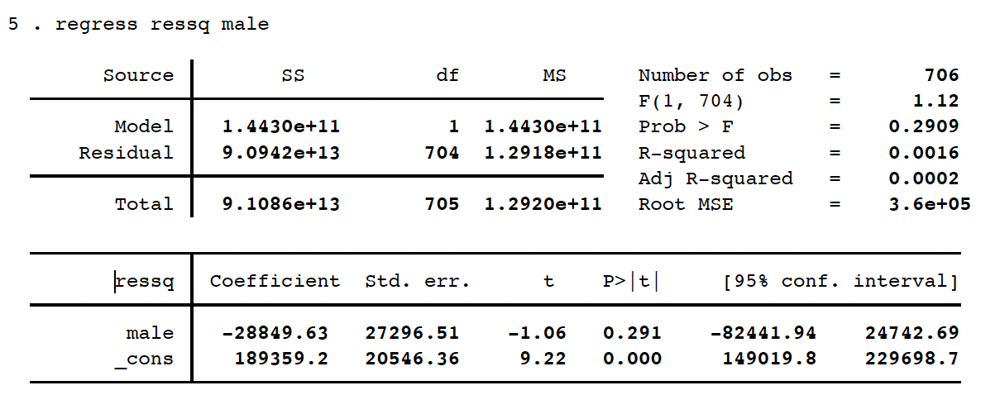 5 . regress ressq male
Source SS df MS Number of obs = 706
F(1, 704) = 1.12
Model 1.4430e+11 1 1.4430e+11 Prob > F = 0.2909
Residual 9.0942e+13 704 1.2918e+11 R-squared = 0.0016
Adj R-squared = 0.0002
Total 9.1086e+13 705 1.2920e+11 Root MSE = 3.6e+05
ressq Coefficient Std. err. t P>|t| [95% conf. interval]
male -28849.63 27296.51 -1.06 0.291 -82441.94 24742.69
_cons 189359.2 20546.36 9.22 0.000 149019.8 229698.7